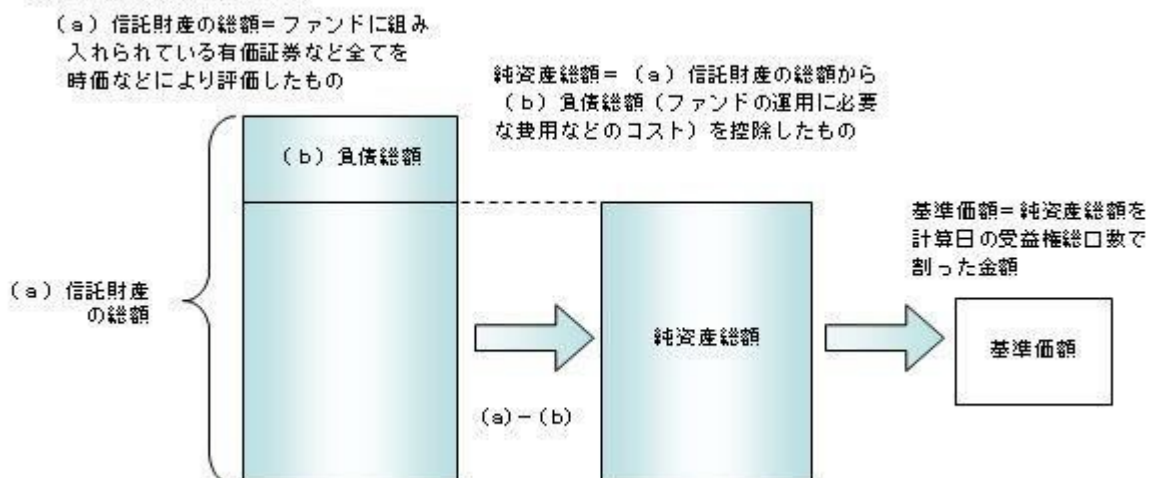 (a)信託財産の総額=ファンドに組み
入れられている有価証券など全てを
時価などにより評価したもの
純資産総額=(a)信託財産の総額から
(b)負債総額(ファンドの運用に必要
な費用などのコスト)を控除したもの
(b)負債総額
基準価額=純資産総額を
計算日の受益権総口数で
割った金額
(a)信託財産
の総額
純資産総額
基準価額
(a)-(b)